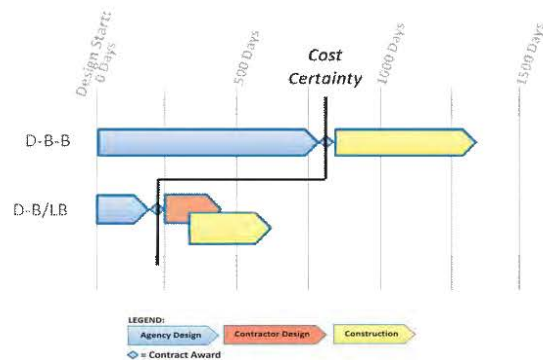 Design Start:
0 Days
500 Days
1000 Days
1500 Days
Cost
Certainty
D-B-B
D-B/LB
LEGEND:
Agency Design
Contractor Design
Construction
= Contract Award